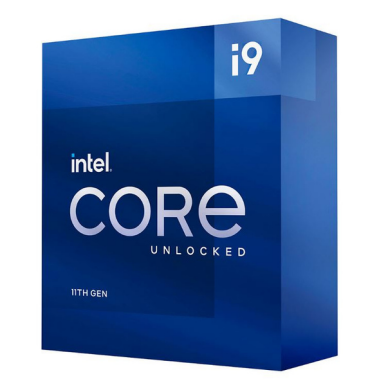 i9
intel.
CORE
UNLOCKED
11TH GEN